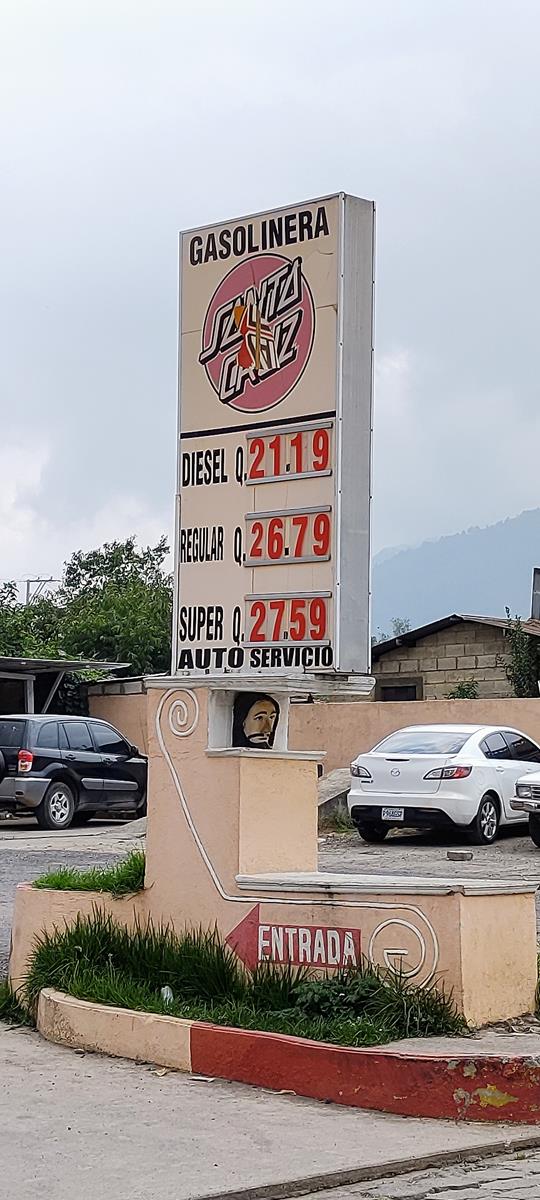 GASOLINERA
SANTA
CRUZ
DIESEL Q.21.19
REGULAR Q.26.79
SUPER Q.27.59
AUTO SERVICIO
ENTRADA